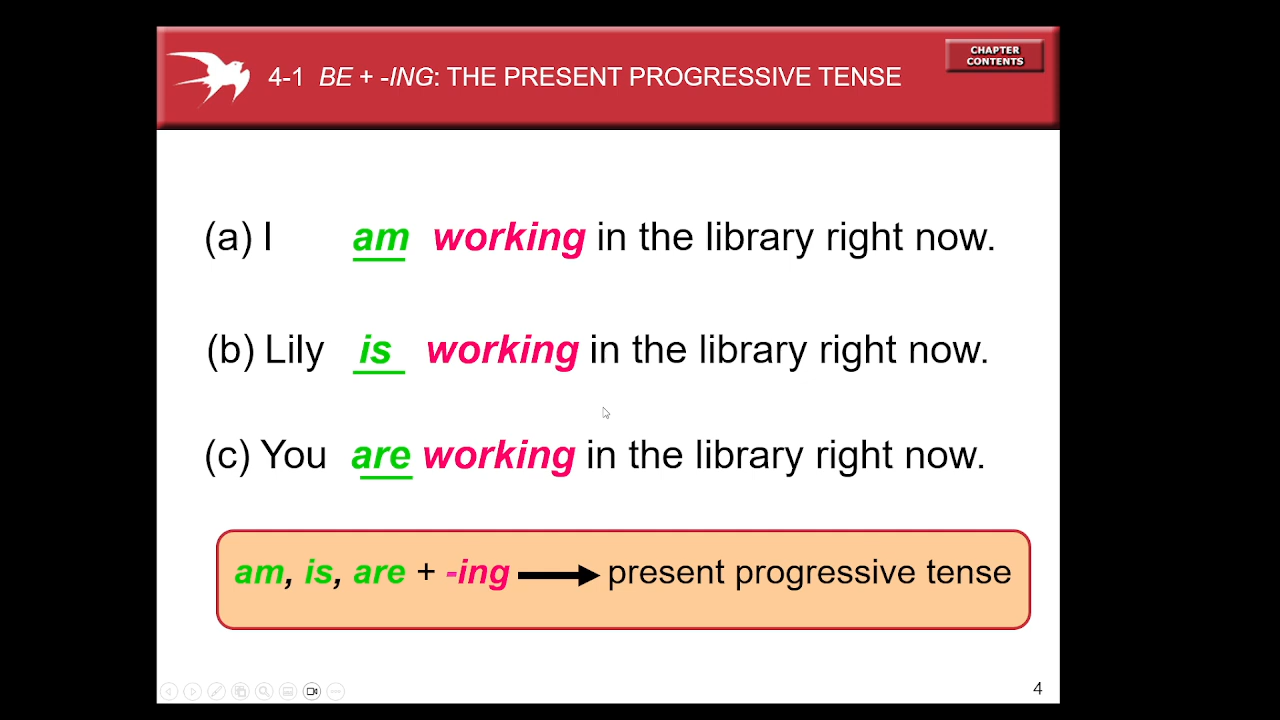 CHAPTER
CONTENTS
4-1 BE + -ING: THE PRESENT PROGRESSIVE TENSE
(a) I am working in the library right now.
(b) Lily is working in the library right now.
(c) You are working in the library right now.
am, is, are + -ing ➞ present progressive tense
4